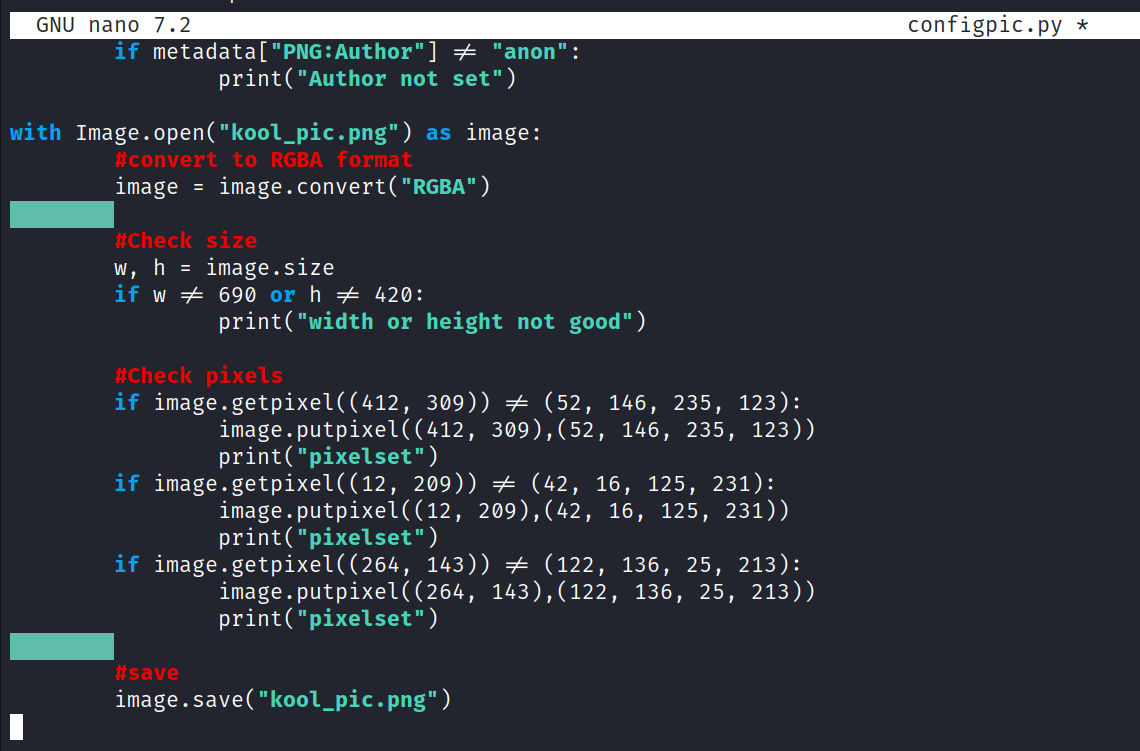 GNU nano 7.2 configpic.py *
if metadata["PNG:Author"] != "anon":
print("Author not set")
with Image.open("kool_pic.png") as image:
#convert to RGBA format
image = image.convert("RGBA")
#Check size
w, h = image.size
if w != 690 or h != 420:
print("width or height not good")
#Check pixels
if image.getpixel((412, 309)) != (52, 146, 235, 123):
image.putpixel((412, 309),(52, 146, 235, 123))
print("pixelset")
if image.getpixel((12, 209)) != (42, 16, 125, 231):
image.putpixel((12, 209),(42, 16, 125, 231))
print("pixelset")
if image.getpixel((264, 143)) != (122, 136, 25, 213):
image.putpixel((264, 143),(122, 136, 25, 213))
print("pixelset")
#save
image.save("kool_pic.png")